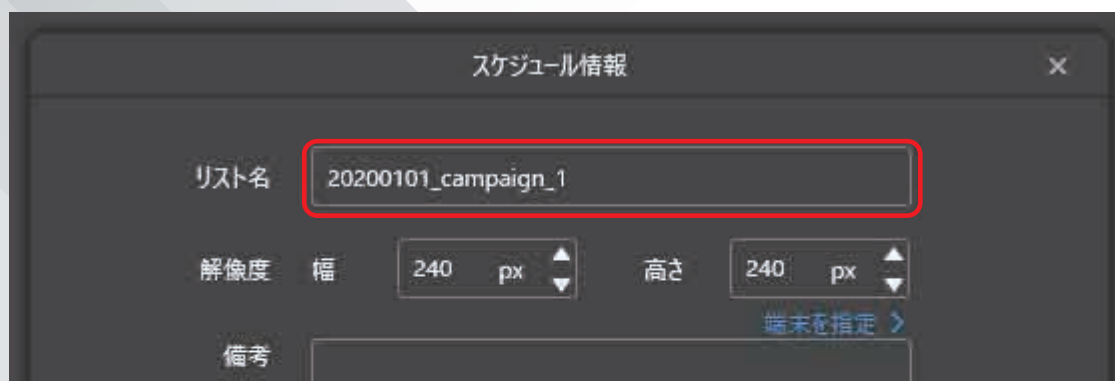 スケジュール情報 ×
リスト名 20200101_campaign_1
解像度 幅 240 px 高さ 240 px
端末を指定 >
備考